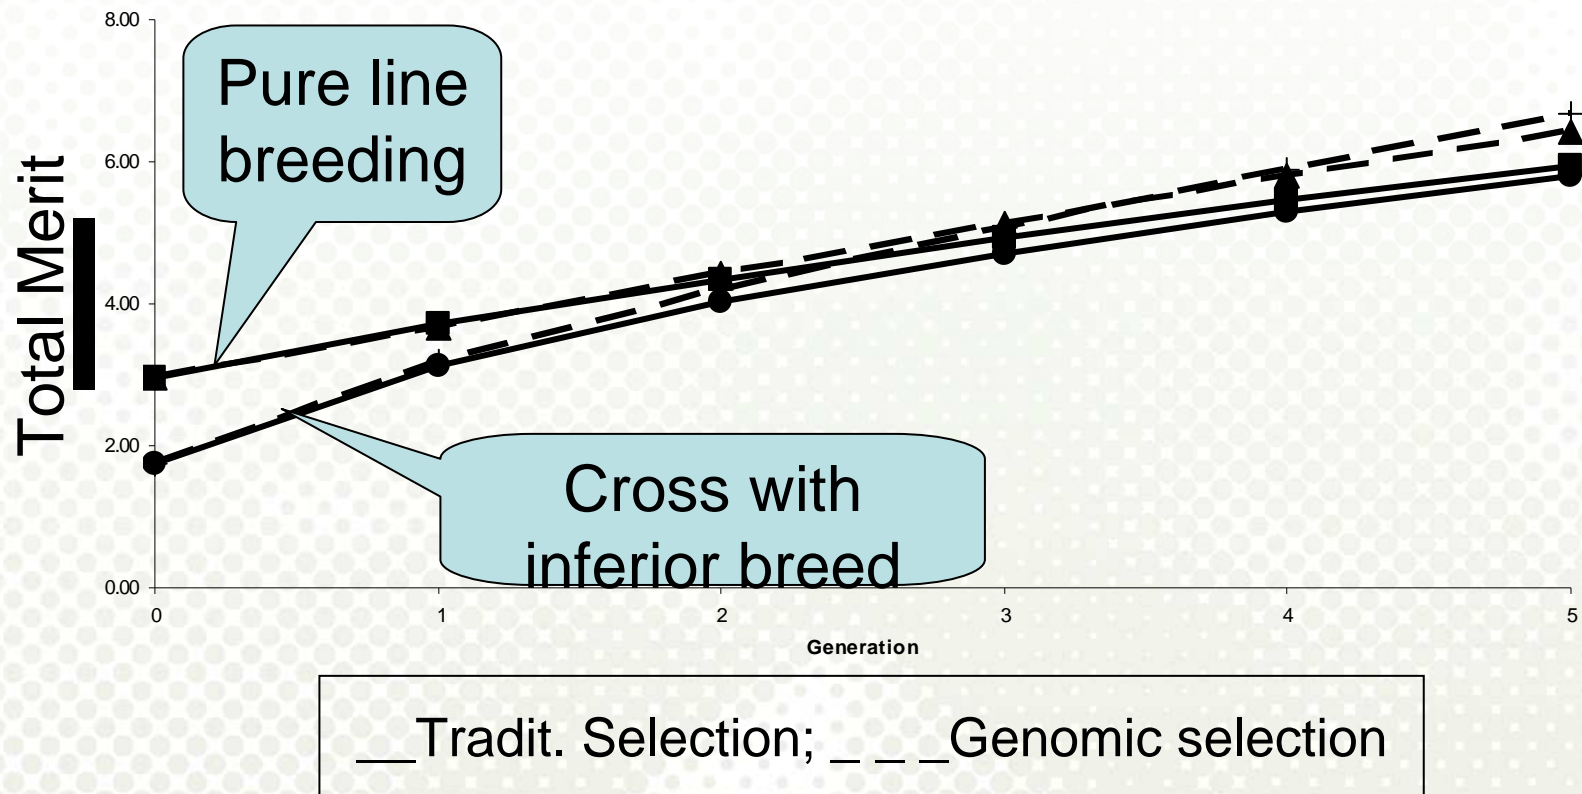 8.00
Pure line
breeding
6.00
Total Merit
4.00
2.00
Cross with
inferior breed
0.00
0 1 2 3 4 5
Generation
__Tradit. Selection; _ _ _Genomic selection